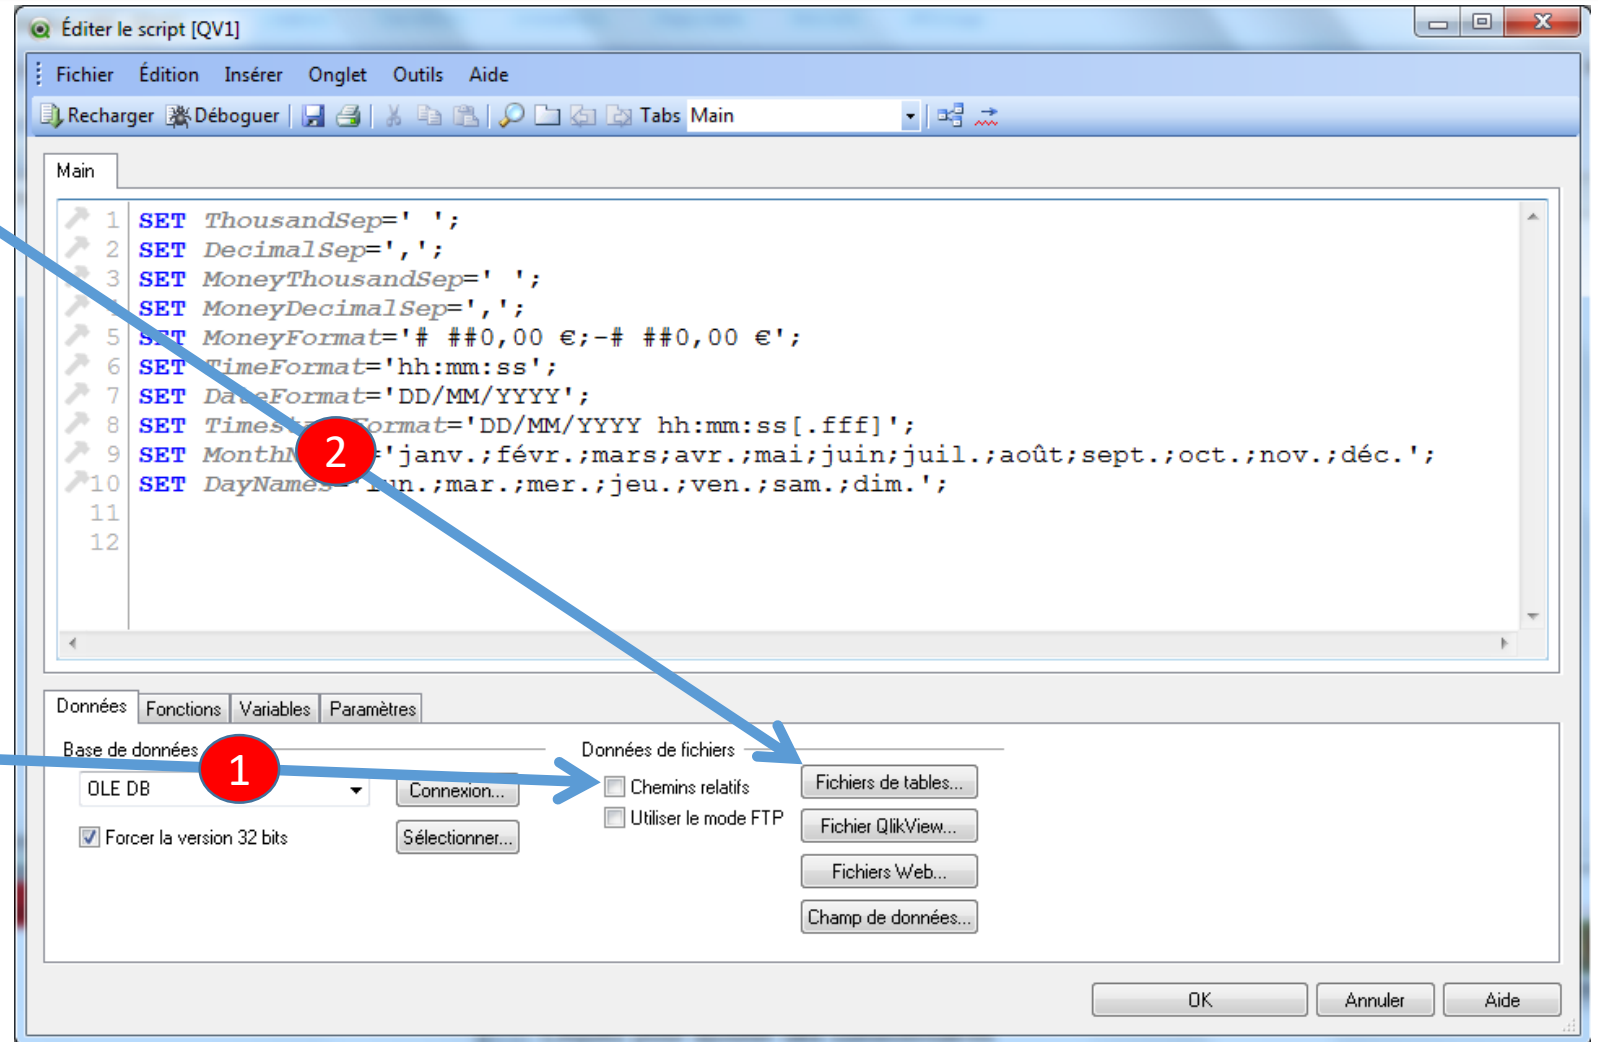 Éditer le script [QV1]
Fichier Édition Insérer Onglet Outils Aide
Recharger Déboguer Tabs Main
Main
1 SET ThousandSep=' ';
2 SET DecimalSep=',';
3 SET MoneyThousandSep=' ';
SET MoneyDecimalSep=',';
5 SET MoneyFormat='# ##0,00 €;-# ##0,00 €';
6 SET TimeFormat='hh:mm:ss';
7 SET DateFormat='DD/MM/YYYY';
8 SET TimestampFormat='DD/MM/YYYY hh:mm:ss[.fff]';
9 SET MonthNames='janv.;févr.;mars;avr.;mai;juin;juil.;août;sept.;oct.;nov.;déc.';
10 SET DayNames='lun.;mar.;mer.;jeu.;ven.;sam.;dim.';
11
12
2
Données Fonctions Variables Paramètres
Base de données
1
OLE DB
Connexion...
Forcer la version 32 bits
Sélectionner...
Données de fichiers
Chemins relatifs
Utiliser le mode FTP
Fichiers de tables...
Fichier QlikView...
Fichiers Web...
Champ de données...
OK Annuler Aide